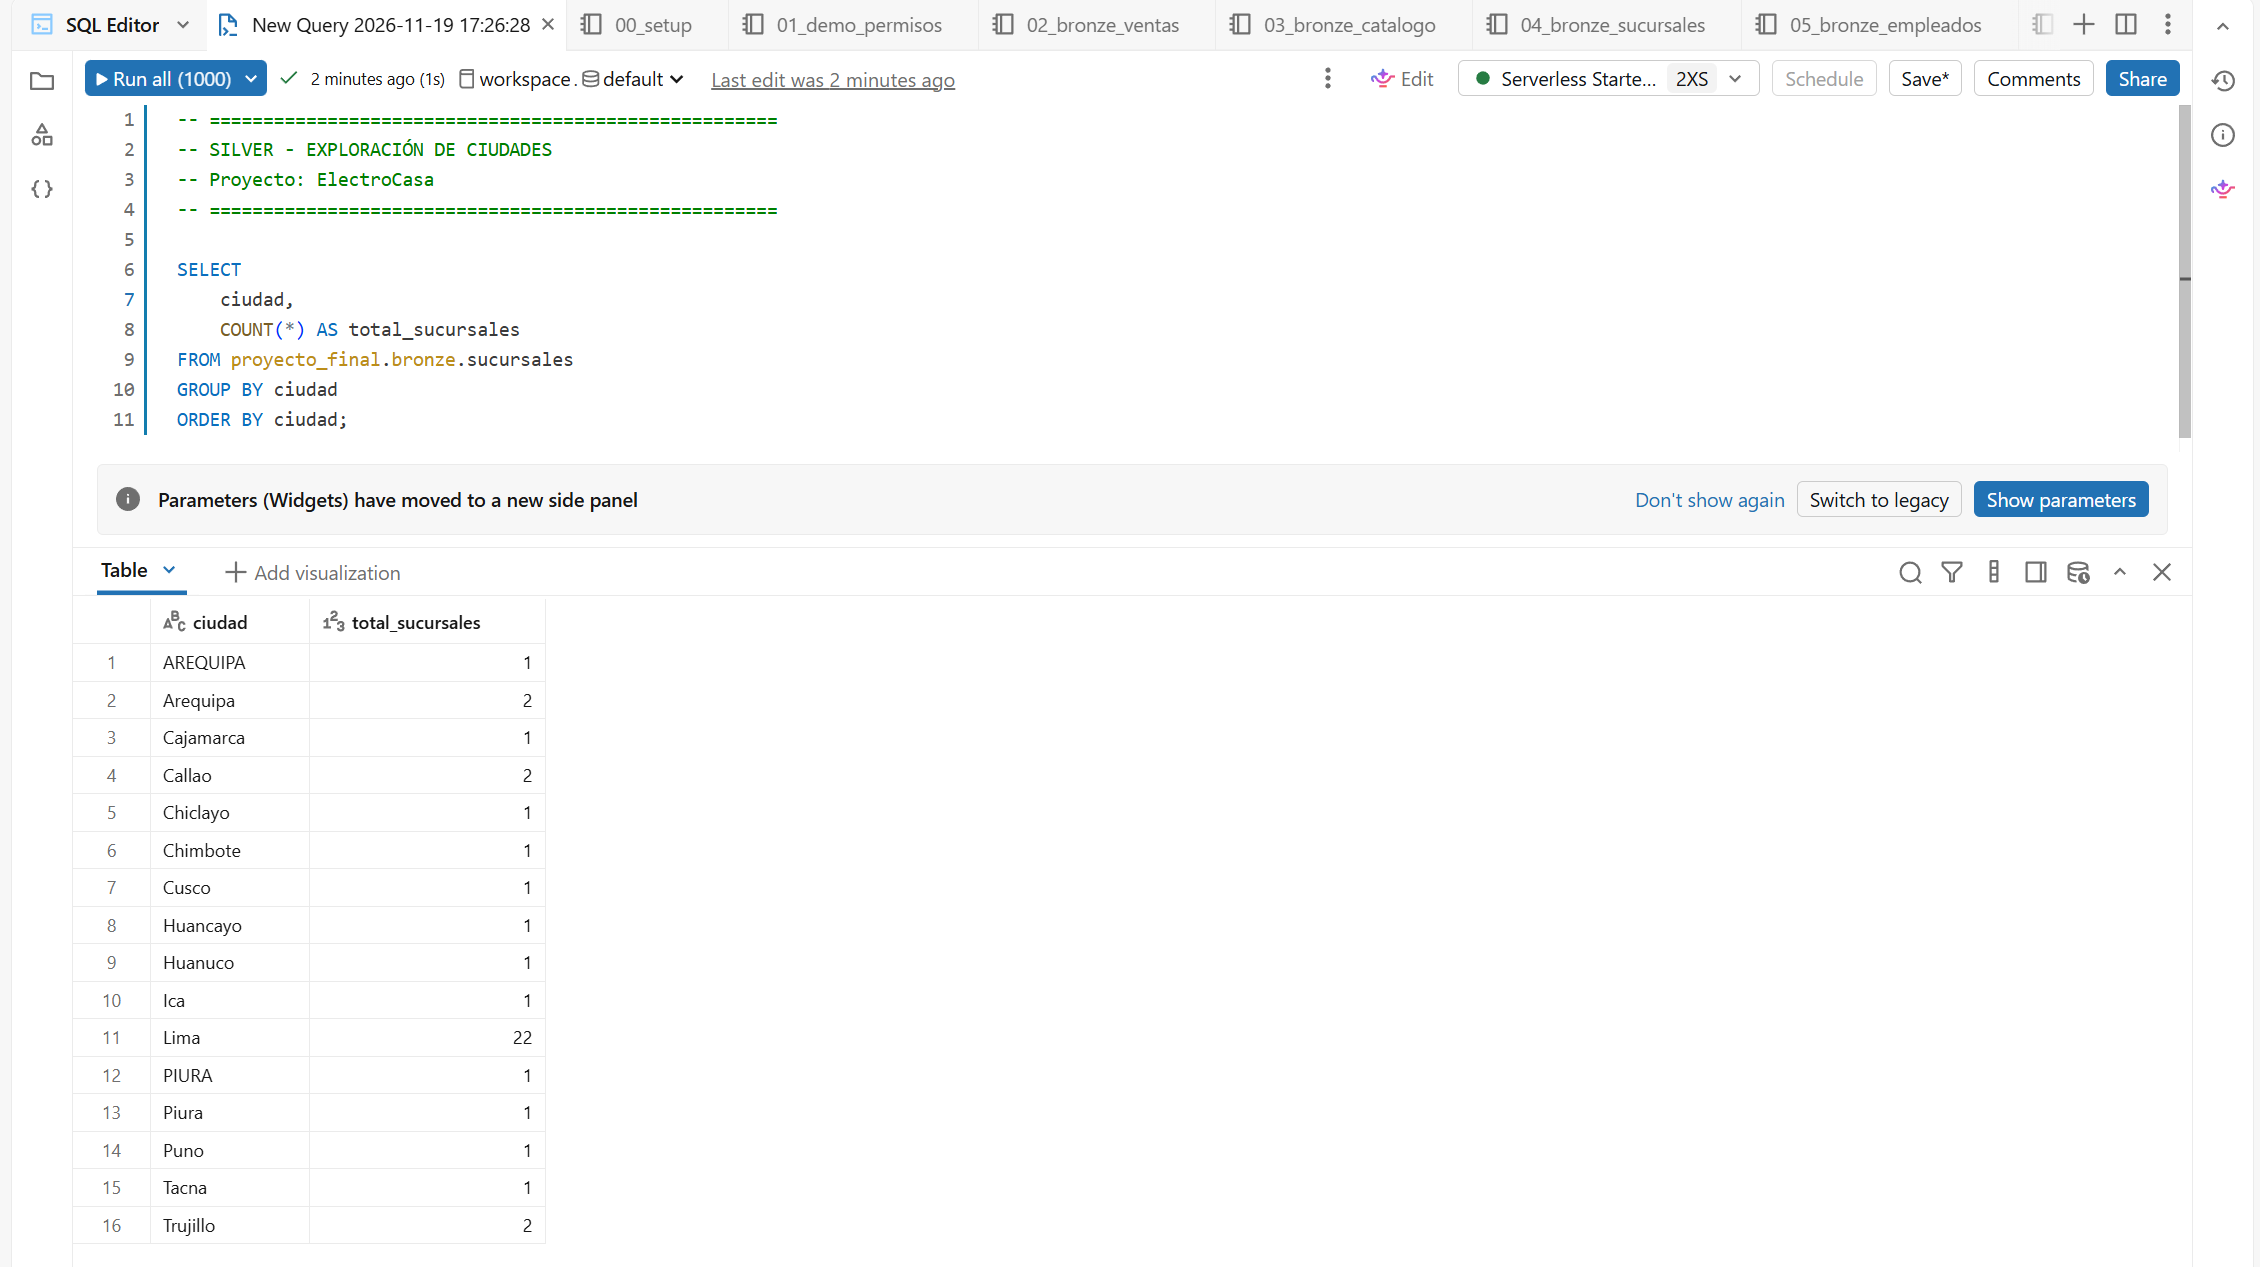 SQL Editor
New Query 2026-11-19 17:26:28
00_setup
01_demo_permisos
02_bronze_ventas
03_bronze_catalogo
04_bronze_sucursales
05_bronze_empleados
Run all (1000)
2 minutes ago (1s)
workspace . default
Last edit was 2 minutes ago
Edit
Serverless Starte... 2XS
Schedule
Save*
Comments
Share
1 -- =====================================================
2 -- SILVER - EXPLORACIÓN DE CIUDADES
3 -- Proyecto: ElectroCasa
4 -- =====================================================
5
6 SELECT
7 ciudad,
8 COUNT(*) AS total_sucursales
9 FROM proyecto_final.bronze.sucursales
10 GROUP BY ciudad
11 ORDER BY ciudad;
Parameters (Widgets) have moved to a new side panel
Don't show again
Switch to legacy
Show parameters
Table
Add visualization
ciudad total_sucursales
1 AREQUIPA 1
2 Arequipa 2
3 Cajamarca 1
4 Callao 2
5 Chiclayo 1
6 Chimbote 1
7 Cusco 1
8 Huancayo 1
9 Huanuco 1
10 Ica 1
11 Lima 22
12 PIURA 1
13 Piura 1
14 Puno 1
15 Tacna 1
16 Trujillo 2